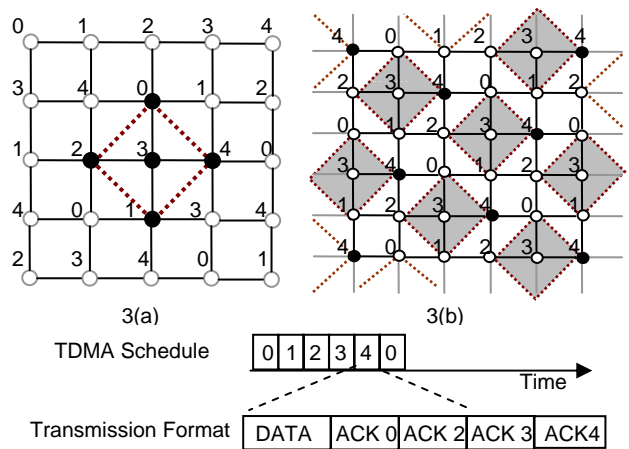 0 1 2 3 4
3 4 0 1 2
1 2 3 4 0
4 0 1 3 4
2 3 4 0 1
3(a)
4 0 1 2 3 4
2 3 4 0 1 2
0 1 2 3 4 0
3 4 0 1 2 3
1 2 3 4 0 1
4 0 1 2 3 4
3(b)
TDMA Schedule
0 1 2 3 4 0
Time
Transmission Format
DATA ACK 0 ACK 2 ACK 3 ACK4